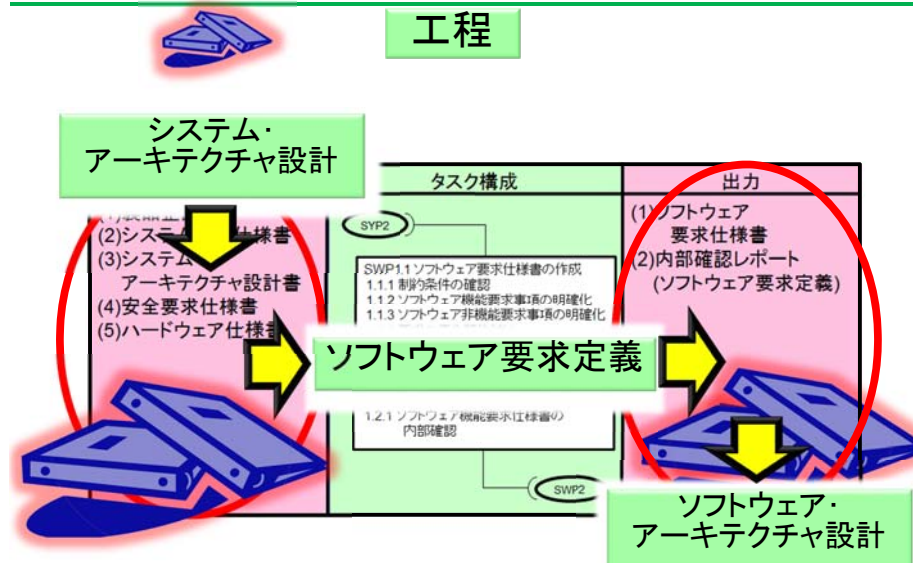 工程
システム・
アーキテクチャ設計
タスク構成
出力
(2)システ 仕様書
(3)システム
アーキテクチャ設計書
(4)安全要求仕様書
(5)ハードウェア仕様書
SYP2
SWP1.1 ソフトウェア要求仕様書の作成
1.1.1 制約条件の確認
1.1.2 ソフトウェア機能要求事項の明確化
1.1.3 ソフトウェア非機能要求事項の明確化
ソフトウェア要求定義
1.2.1 ソフトウェア機能要求仕様書の
内部確認
SWP2
(1)ソフトウェア
要求仕様書
(2)内部確認レポート
(ソフトウェア要求定義)
ソフトウェア・
アーキテクチャ設計